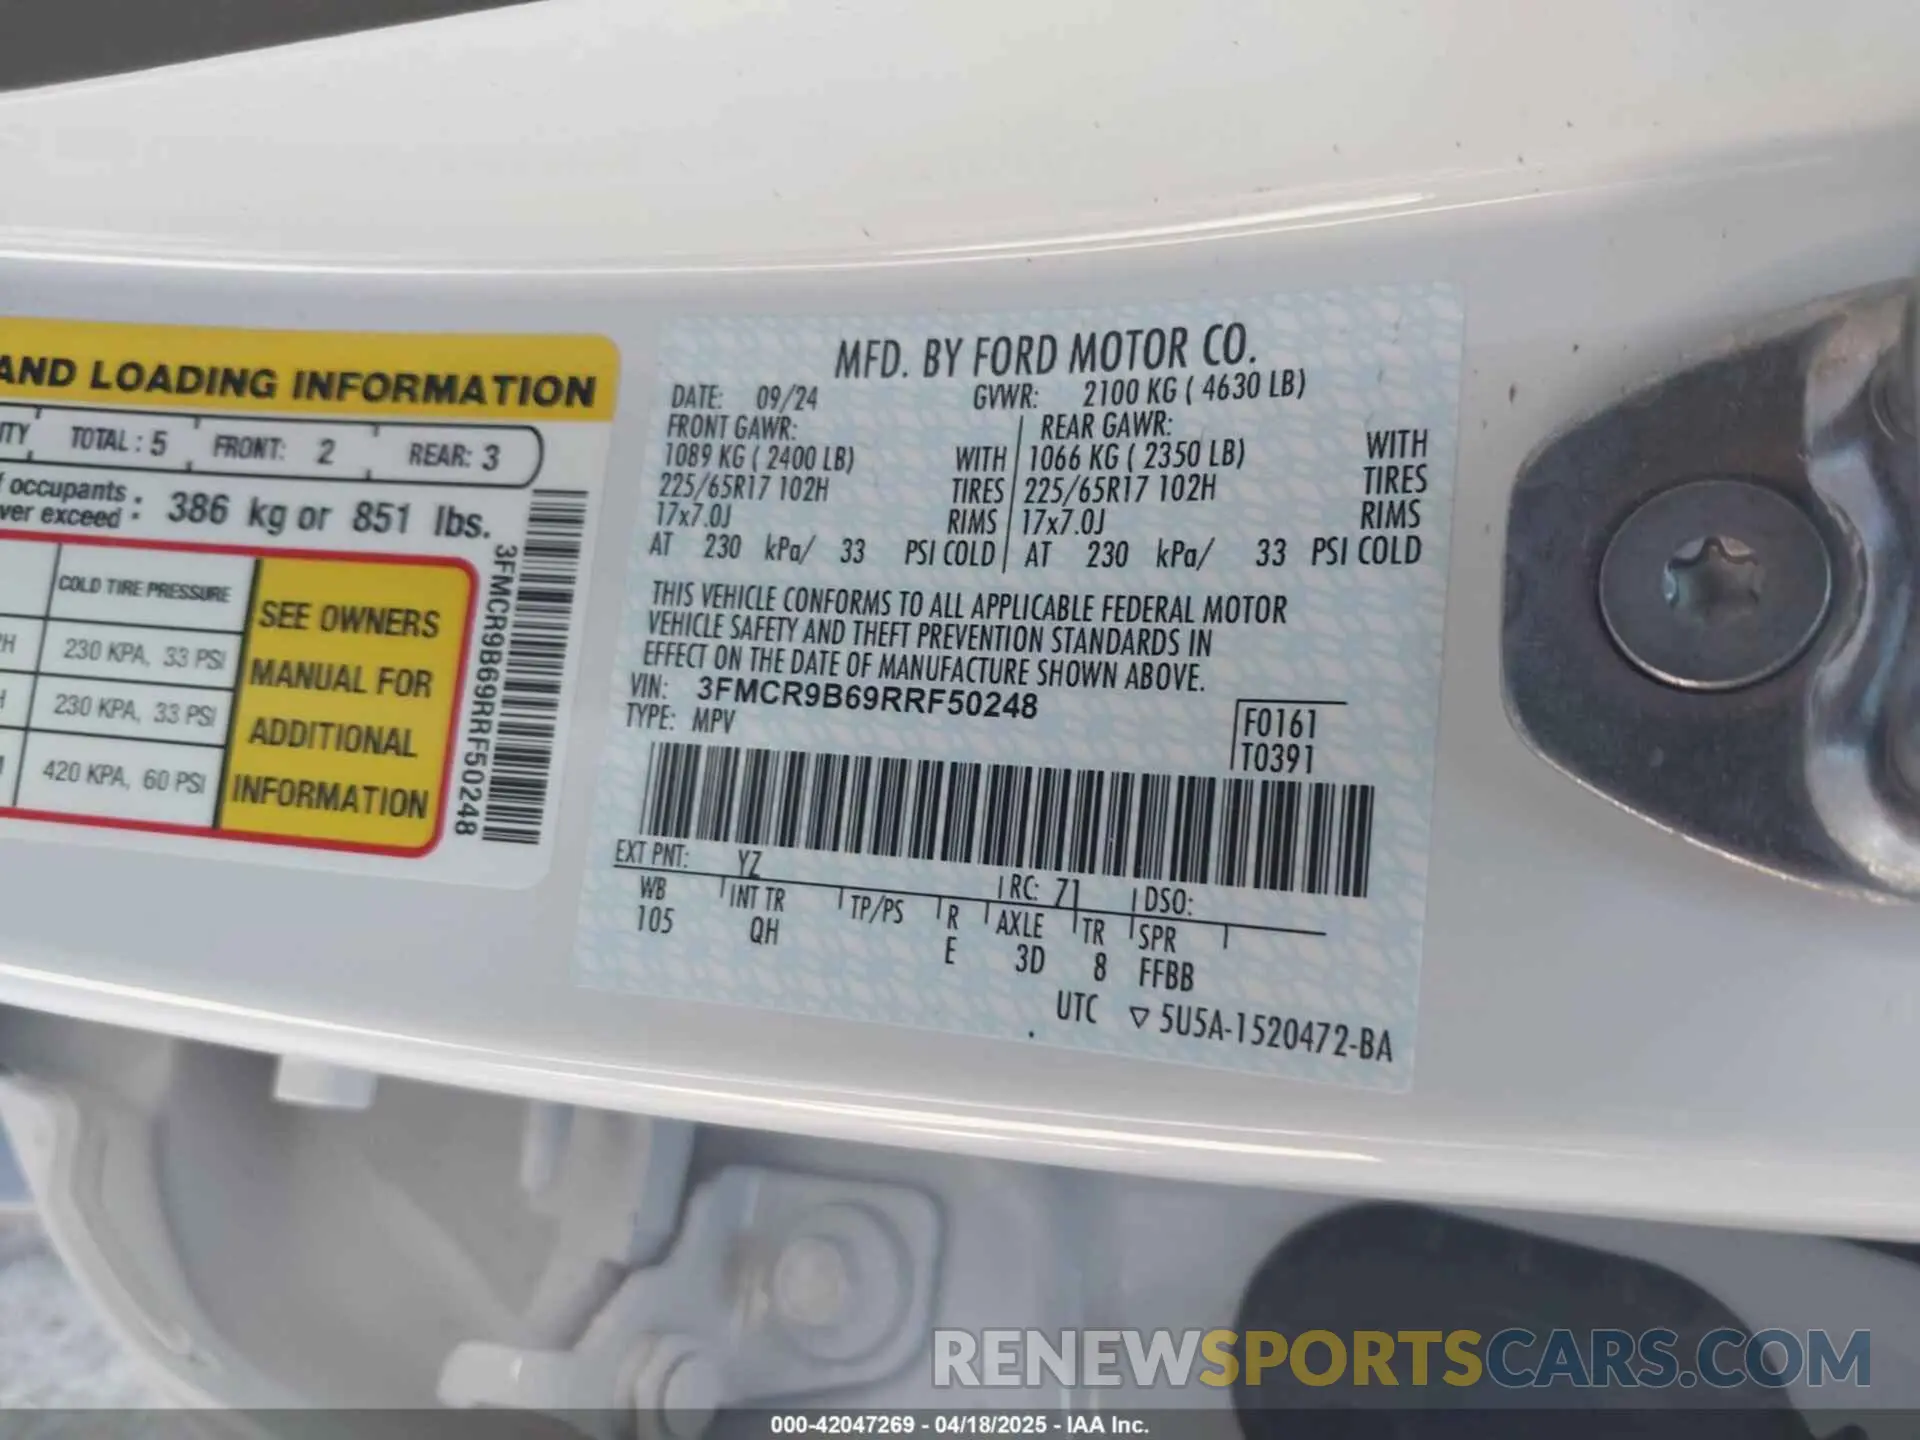 AND LOADING INFORMATION
TOTAL : 5 FRONT: 2 REAR: 3
occupants
ver exceed : 386 kg or 851 lbs.
COLD TIRE PRESSURE
230 KPA, 33 PSI
230 KPA, 33 PSI
420 KPA, 60 PSI
SEE OWNERS
MANUAL FOR
ADDITIONAL
INFORMATION
3FMCR9B69RRF50248
MFD. BY FORD MOTOR CO.
DATE: 09/24 GVWR: 2100 KG ( 4630 LB)
FRONT GAWR: REAR GAWR:
1089 KG ( 2400 LB) WITH 1066 KG ( 2350 LB) WITH
225/65R17 102H TIRES 225/65R17 102H TIRES
17x7.0J RIMS 17x7.0J RIMS
AT 230 kPa/ 33 PSI COLD AT 230 kPa/ 33 PSI COLD
THIS VEHICLE CONFORMS TO ALL APPLICABLE FEDERAL MOTOR
VEHICLE SAFETY AND THEFT PREVENTION STANDARDS IN
EFFECT ON THE DATE OF MANUFACTURE SHOWN ABOVE.
VIN: 3FMCR9B69RRF50248
TYPE: MPV
F0161
T0391
EXT PNT: YZ RC: 71 DSO:
WB INT TR TP/PS R AXLE TR SPR
105 QH E 3D 8 FFBB
UTC ▽ 5U5A-1520472-BA
RENEWSPORTSCARS.COM
000-42047269 - 04/18/2025 - IAA Inc.